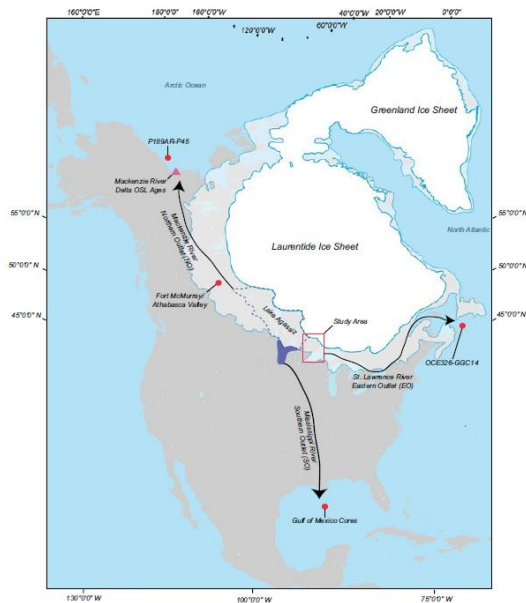 160°0'0"E
180°0'0"
160°0'0"W
120°0'0"W
60°0'0"W
40°0'0"W
20°0'0"W
0°0'0"
Arctic Ocean
Greenland Ice Sheet
P189AR-P45
Mackenzie River
Delta OSL Ages
55°0'0" N
50°0'0" N
45°0'0" N
Mackenzie River
Northern Outlet (NO)
Laurentide Ice Sheet
North Atlantic
55°0'0" N
50°0'0" N
45°0'0"N
Fort McMurray/
Athabasca Valley
Lake Agassiz
Study Area
OCE326-GGC14
St. Lawrence River
Eastern Outlet (EO)
Mississippi River
Southern Outlet (SO)
Gulf of Mexico Cores
130°0'0"W
100°0'0"W
75°0'0"W